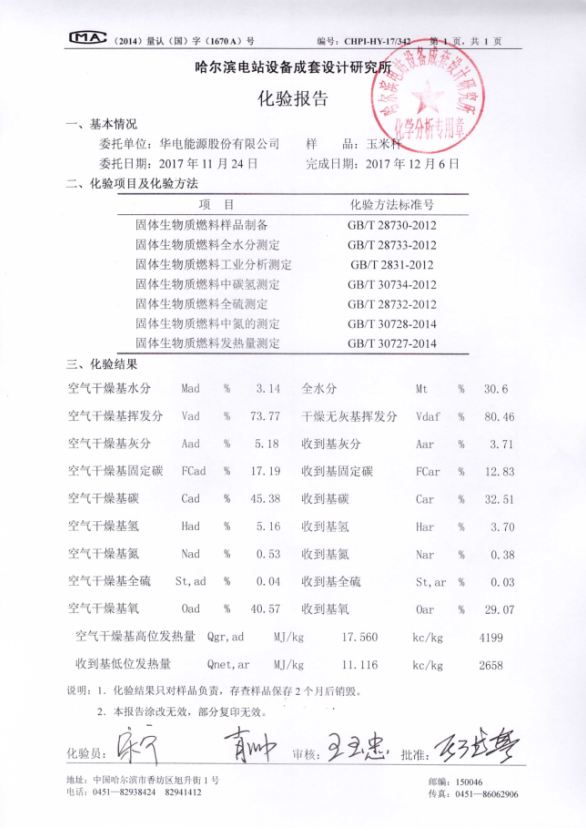 CMA (2014)量认(国)字(1670A)号 编号：CHPI-HY-17/342 第 1 页，共 1 页
哈尔滨电站设备成套设计研究所
化验报告
哈尔滨电站设备成套设计研究所
化学分析专用章
一、基本情况
委托单位：华电能源股份有限公司 样 品：玉米秆
委托日期：2017 年 11 月 24 日 完成日期：2017 年 12 月 6 日
二、化验项目及化验方法
项 目 化验方法标准号
固体生物质燃料样品制备 GB/T 28730-2012
固体生物质燃料全水分测定 GB/T 28733-2012
固体生物质燃料工业分析测定 GB/T 2831-2012
固体生物质燃料中碳氢测定 GB/T 30734-2012
固体生物质燃料全硫测定 GB/T 28732-2012
固体生物质燃料中氮的测定 GB/T 30728-2014
固体生物质燃料发热量测定 GB/T 30727-2014
三、化验结果
空气干燥基水分 Mad % 3.14 全水分 Mt % 30.6
空气干燥基挥发分 Vad % 73.77 干燥无灰基挥发分 Vdaf % 80.46
空气干燥基灰分 Aad % 5.18 收到基灰分 Aar % 3.71
空气干燥基固定碳 FCad % 17.19 收到基固定碳 FCar % 12.83
空气干燥基碳 Cad % 45.38 收到基碳 Car % 32.51
空气干燥基氢 Had % 5.16 收到基氢 Har % 3.70
空气干燥基氮 Nad % 0.53 收到基氮 Nar % 0.38
空气干燥基全硫 St,ad % 0.04 收到基全硫 St,ar % 0.03
空气干燥基氧 Oad % 40.57 收到基氧 Oar % 29.07
空气干燥基高位发热量 Qgr,ad MJ/kg 17.560 kc/kg 4199
收到基低位发热量 Qnet,ar MJ/kg 11.116 kc/kg 2658
说明：1．化验结果只对样品负责，存查样品保存 2 个月后销毁。
2．本报告涂改无效，部分复印无效。
化验员： 审核：王玉忠 批准：
地址：中国哈尔滨市香坊区旭升街 1 号 邮编：150046
电话：0451—82938424 82941412 传真：0451—86062906